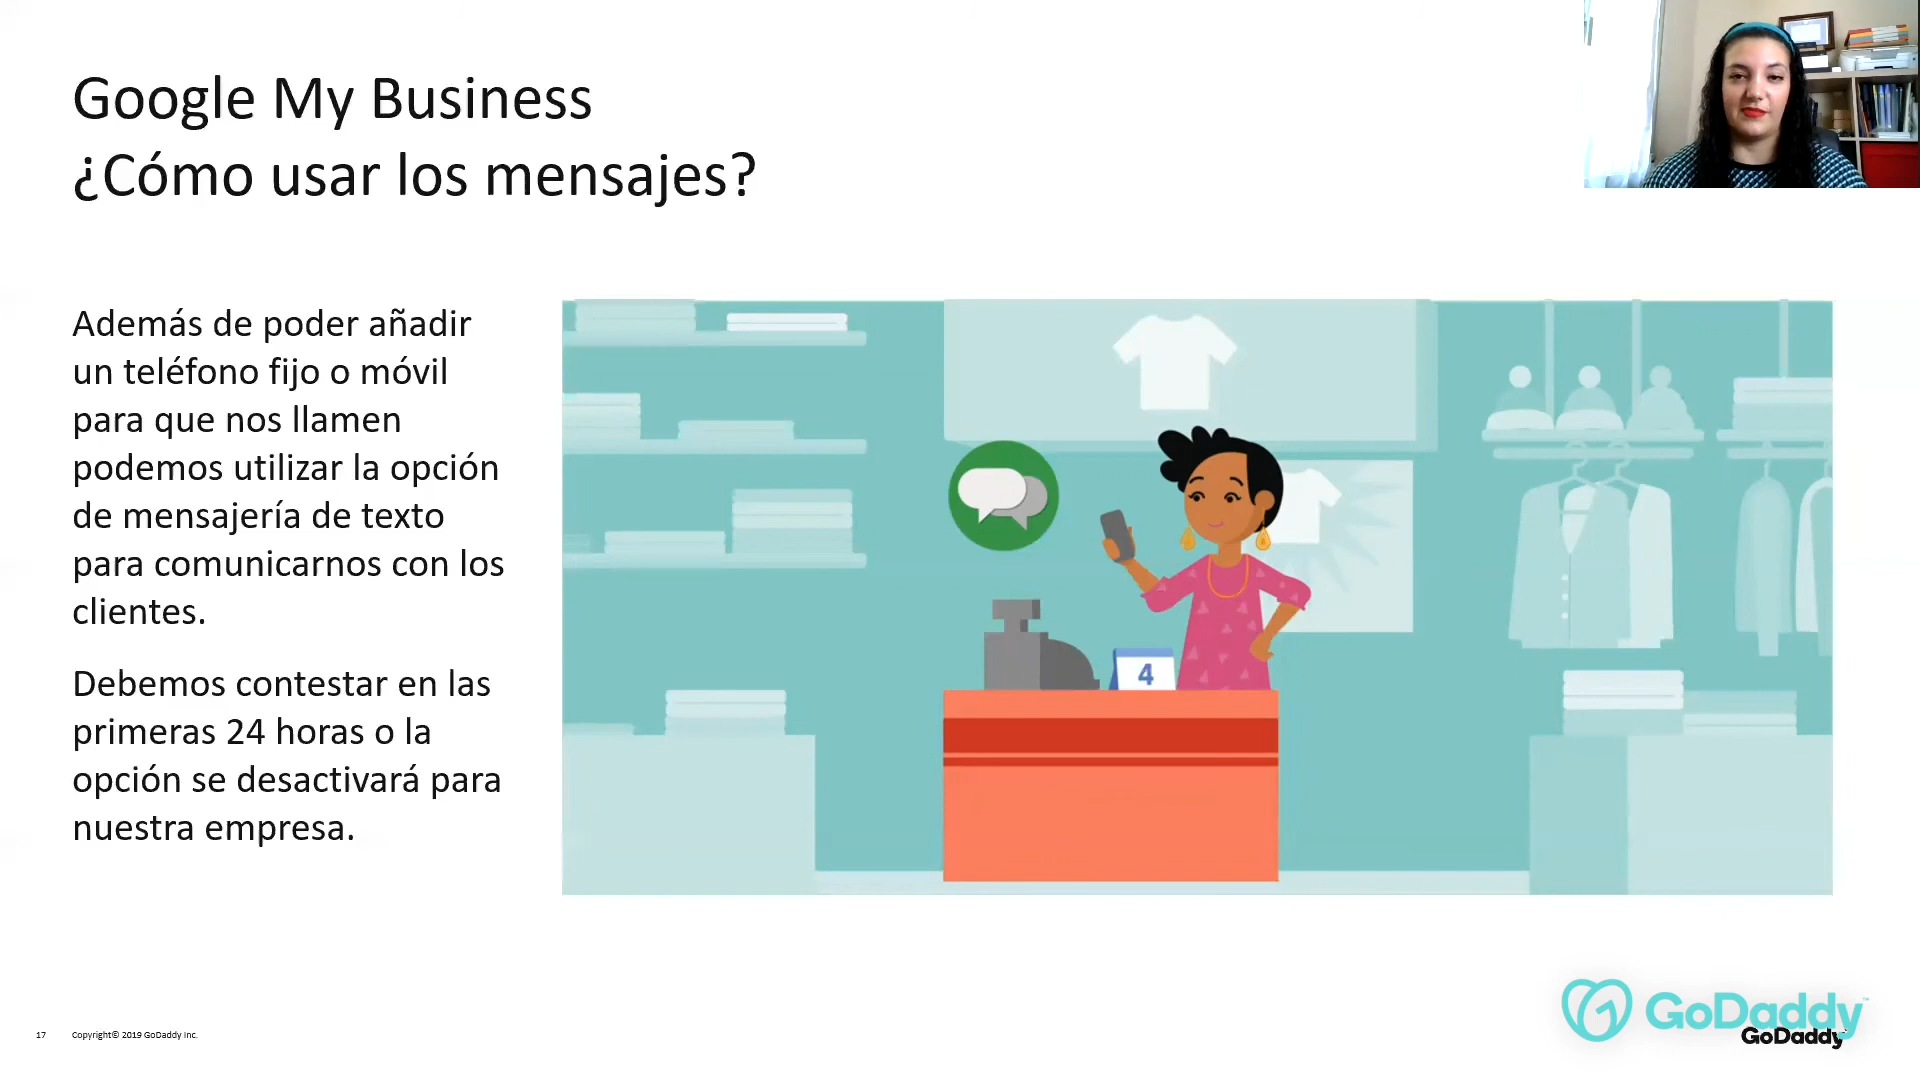 Google My Business
¿Cómo usar los mensajes?
Además de poder añadir
un teléfono fijo o móvil
para que nos llamen
podemos utilizar la opción
de mensajería de texto
para comunicarnos con los
clientes.
Debemos contestar en las
primeras 24 horas o la
opción se desactivará para
nuestra empresa.
4
17 Copyright© 2019 GoDaddy Inc.
GoDaddy™
GoDaddy